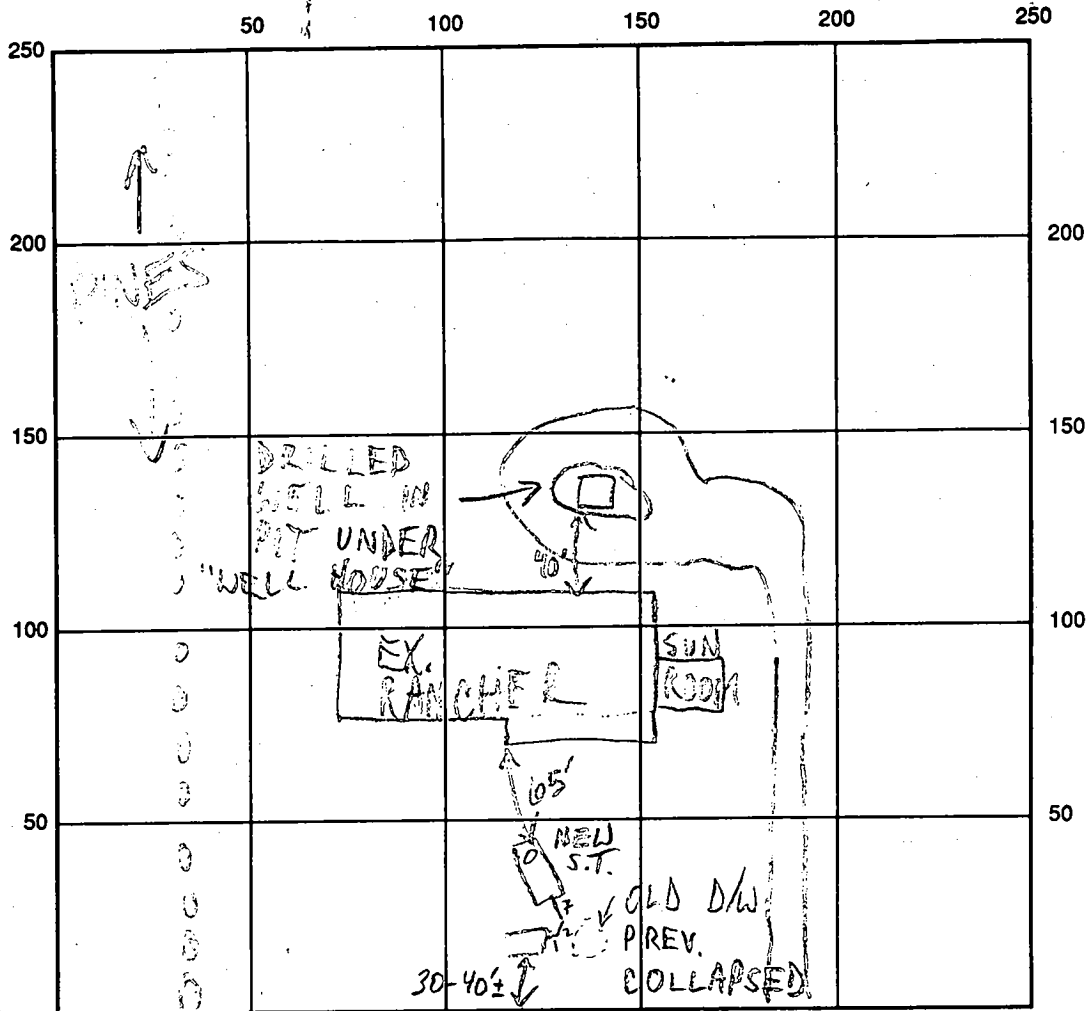 50 100 150 200 250
250
200 200
PINES
150 150
DRILLED
WELL IN
PIT UNDER
"WELL HOUSE"
40'
100 100
EX.
RANCHER
SUN
ROOM
65'
50 50
NEW
S.T.
OLD D/W
PREV.
COLLAPSED
30-40'±